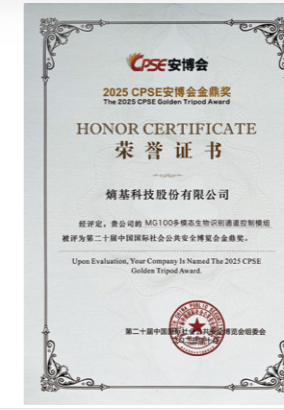 CPSE安博会
2025 CPSE安博会金鼎奖
The 2025 CPSE Golden Tripod Award
HONOR CERTIFICATE
荣誉证书
熵基科技股份有限公司
经评定，贵公司的 MG100多模态生物识别通道控制模组
被评为第二十届中国国际社会公共安全博览会金鼎奖。
Upon Evaluation, Your Company Is Named The 2025 CPSE
Golden Tripod Award.
第二十届中国国际社会公共安全博览会组委会